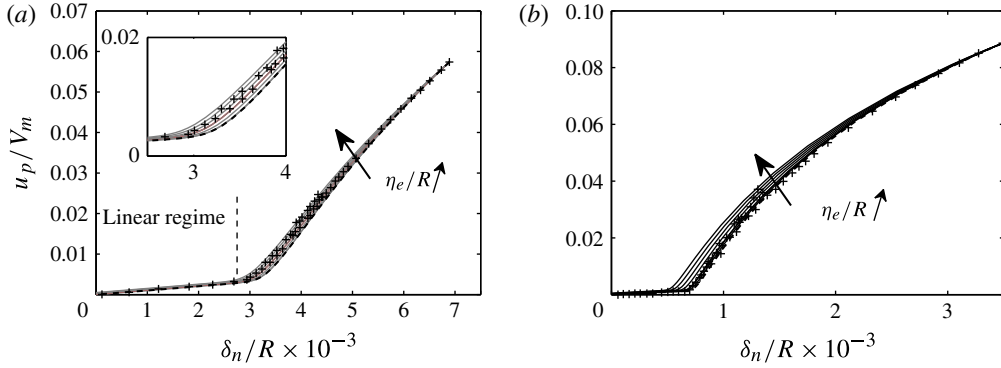 (a)
0.07
0.06
0.05
0.04
0.03
0.02
0.01
0
u_p/V_m
0.02
0
3
4
Linear regime
η_e/R
0 1 2 3 4 5 6 7
δ_n/R × 10⁻³
(b)
0.10
0.08
0.06
0.04
0.02
0
η_e/R
1 2 3
δ_n/R × 10⁻³